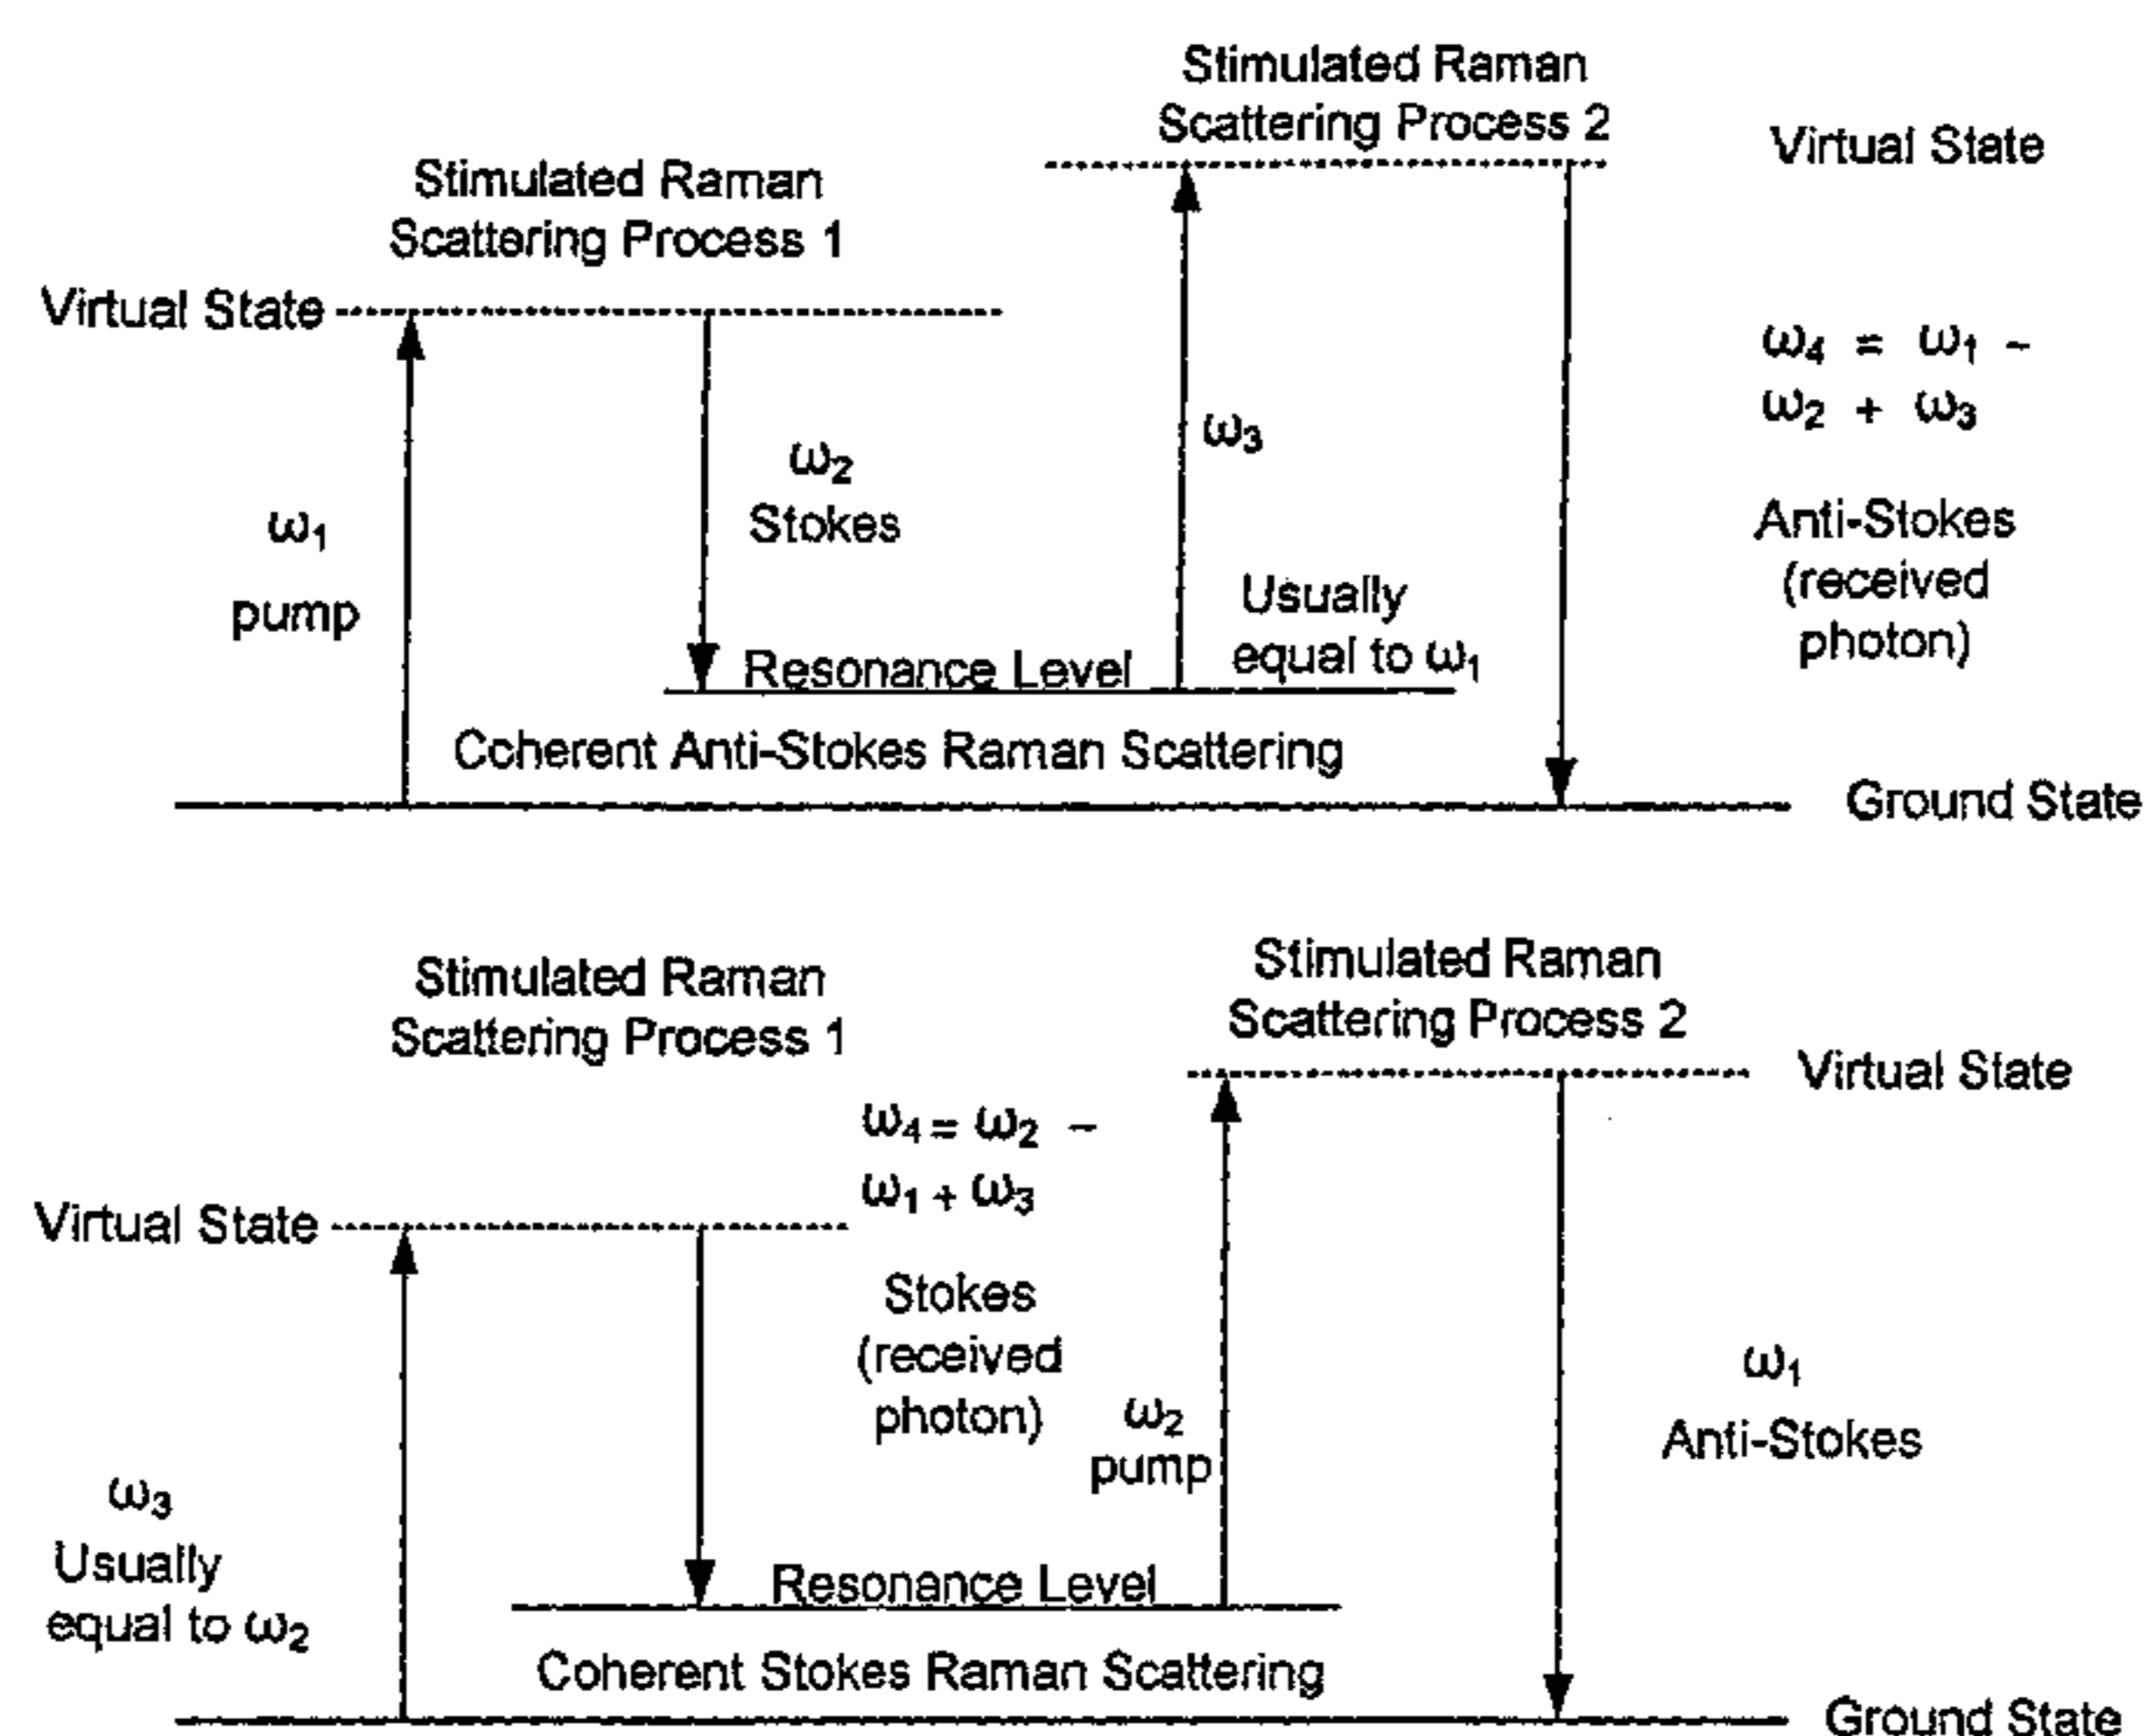 Stimulated Raman
Scattering Process 2
Virtual State
Stimulated Raman
Scattering Process 1
Virtual State
ω₄ = ω₁ –
ω₂ + ω₃
ω₃
ω₂
Stokes
ω₁
pump
Anti-Stokes
(received
photon)
Usually
equal to ω₁
Resonance Level
Coherent Anti-Stokes Raman Scattering
Ground State
Stimulated Raman
Scattering Process 1
Stimulated Raman
Scattering Process 2
Virtual State
ω₄ = ω₂ –
ω₁ + ω₃
Virtual State
Stokes
(received
photon)
ω₂
pump
ω₁
Anti-Stokes
ω₃
Usually
equal to ω₂
Resonance Level
Coherent Stokes Raman Scattering
Ground State